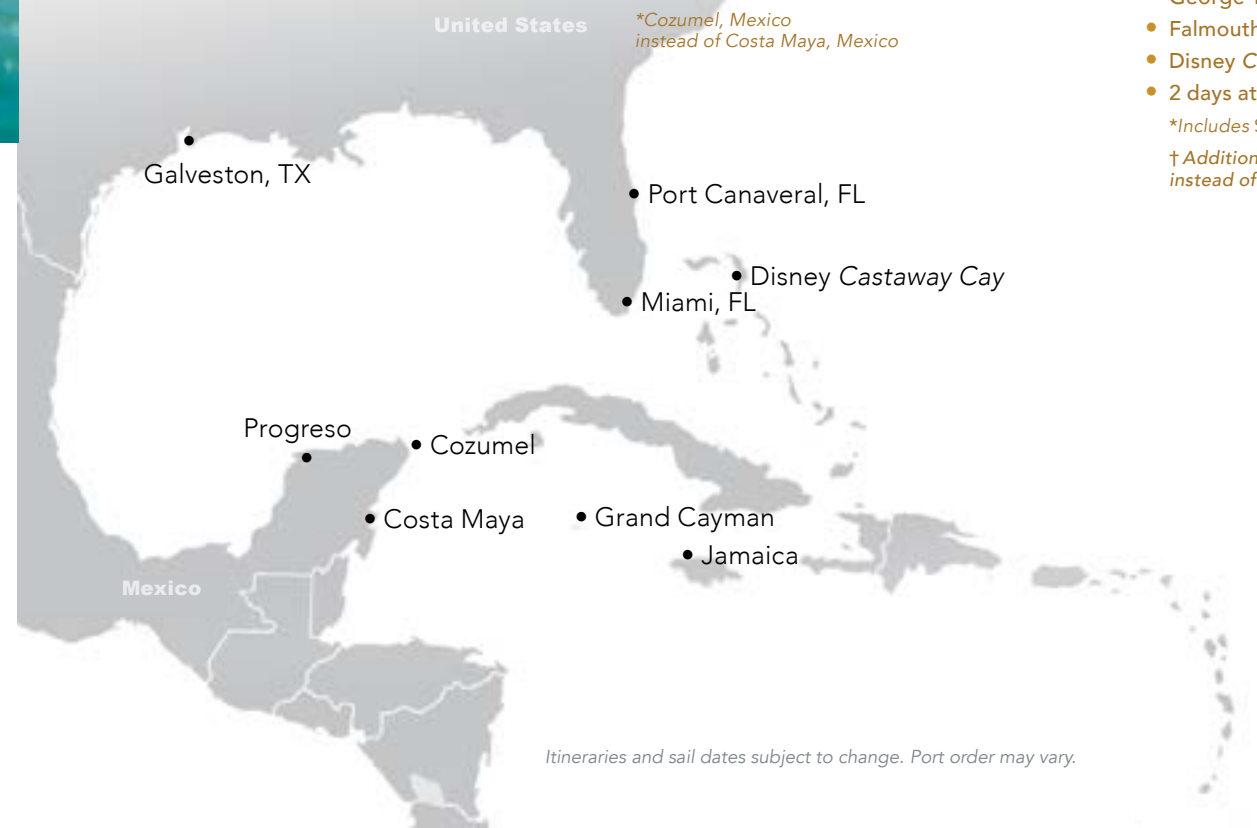 United States
*Cozumel, Mexico
instead of Costa Maya, Mexico
George
Falmouth
Disney
2 days at
*Includes
† Addition
instead of
Galveston, TX
Port Canaveral, FL
Disney Castaway Cay
Miami, FL
Progreso
Cozumel
Costa Maya
Grand Cayman
Jamaica
Mexico
Itineraries and sail dates subject to change. Port order may vary.